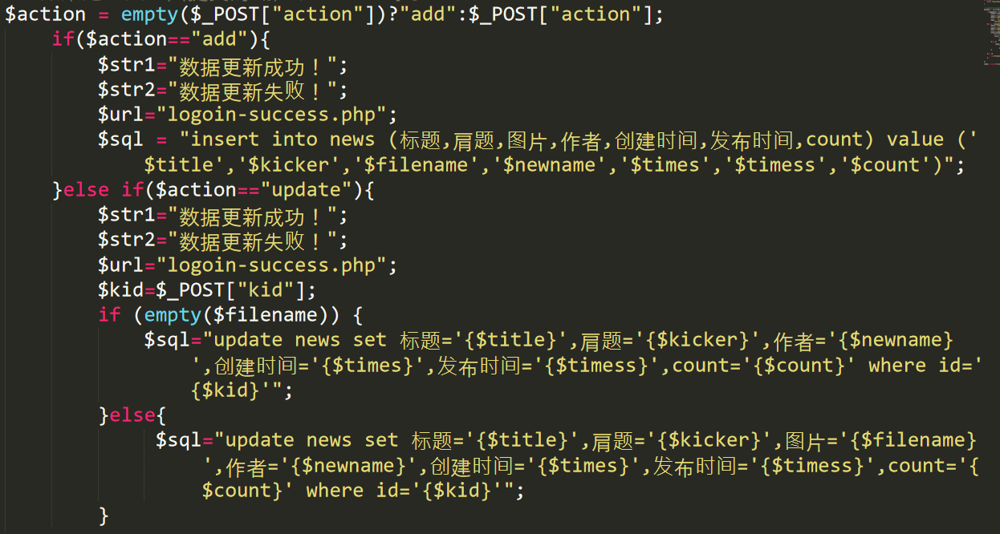 $action = empty($_POST["action"])?"add":$_POST["action"];
if($action=="add"){
$str1="数据更新成功！";
$str2="数据更新失败！";
$url="logoin-success.php";
$sql = "insert into news (标题,肩题,图片,作者,创建时间,发布时间,count) value ('
$title','$kicker','$filename','$newname','$times','$timess','$count')";
}else if($action=="update"){
$str1="数据更新成功！";
$str2="数据更新失败！";
$url="logoin-success.php";
$kid=$_POST["kid"];
if (empty($filename)) {
$sql="update news set 标题='{$title}',肩题='{$kicker}',作者='{$newname}
',创建时间='{$times}',发布时间='{$timess}',count='{$count}' where id='
{$kid}'";
}else{
$sql="update news set 标题='{$title}',肩题='{$kicker}',图片='{$filename}
',作者='{$newname}',创建时间='{$times}',发布时间='{$timess}',count='{
$count}' where id='{$kid}'";
}